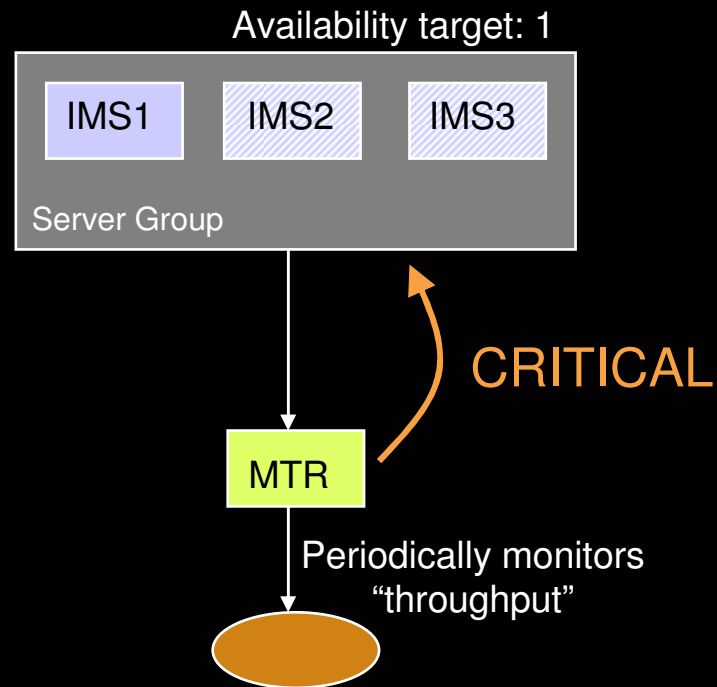 Availability target: 1
IMS1
IMS2
IMS3
Server Group
CRITICAL
MTR
Periodically monitors
“throughput”